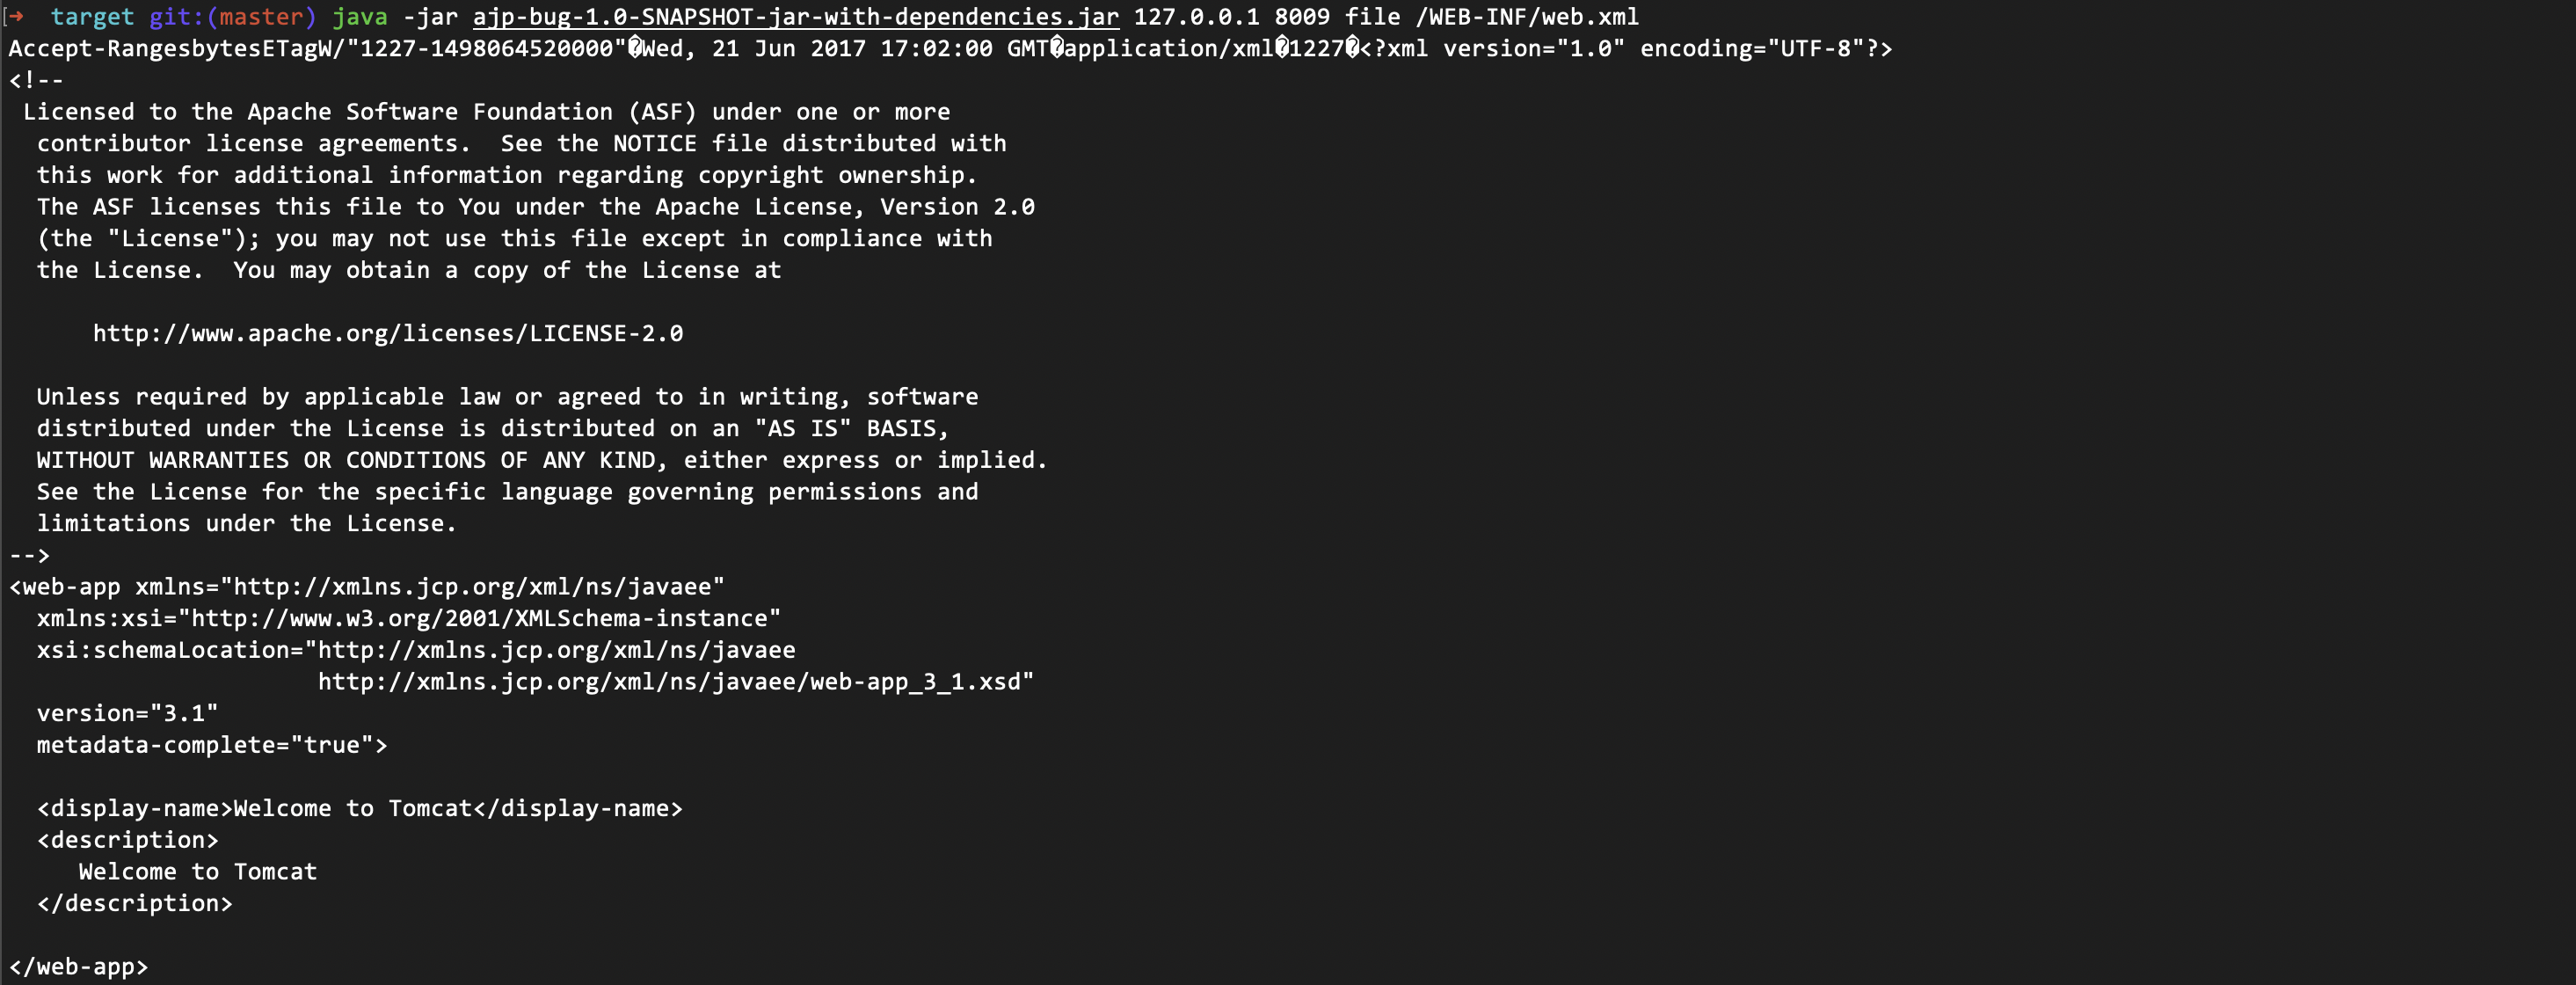 → target git:(master) java -jar ajp-bug-1.0-SNAPSHOT-jar-with-dependencies.jar 127.0.0.1 8009 file /WEB-INF/web.xml
Accept-RangesbytesETagW/"1227-1498064520000"�Wed, 21 Jun 2017 17:02:00 GMT�application/xml�1227�<?xml version="1.0" encoding="UTF-8"?>
<!--
 Licensed to the Apache Software Foundation (ASF) under one or more
  contributor license agreements.  See the NOTICE file distributed with
  this work for additional information regarding copyright ownership.
  The ASF licenses this file to You under the Apache License, Version 2.0
  (the "License"); you may not use this file except in compliance with
  the License.  You may obtain a copy of the License at

      http://www.apache.org/licenses/LICENSE-2.0

  Unless required by applicable law or agreed to in writing, software
  distributed under the License is distributed on an "AS IS" BASIS,
  WITHOUT WARRANTIES OR CONDITIONS OF ANY KIND, either express or implied.
  See the License for the specific language governing permissions and
  limitations under the License.
-->
<web-app xmlns="http://xmlns.jcp.org/xml/ns/javaee"
  xmlns:xsi="http://www.w3.org/2001/XMLSchema-instance"
  xsi:schemaLocation="http://xmlns.jcp.org/xml/ns/javaee
                      http://xmlns.jcp.org/xml/ns/javaee/web-app_3_1.xsd"
  version="3.1"
  metadata-complete="true">

  <display-name>Welcome to Tomcat</display-name>
  <description>
     Welcome to Tomcat
  </description>

</web-app>